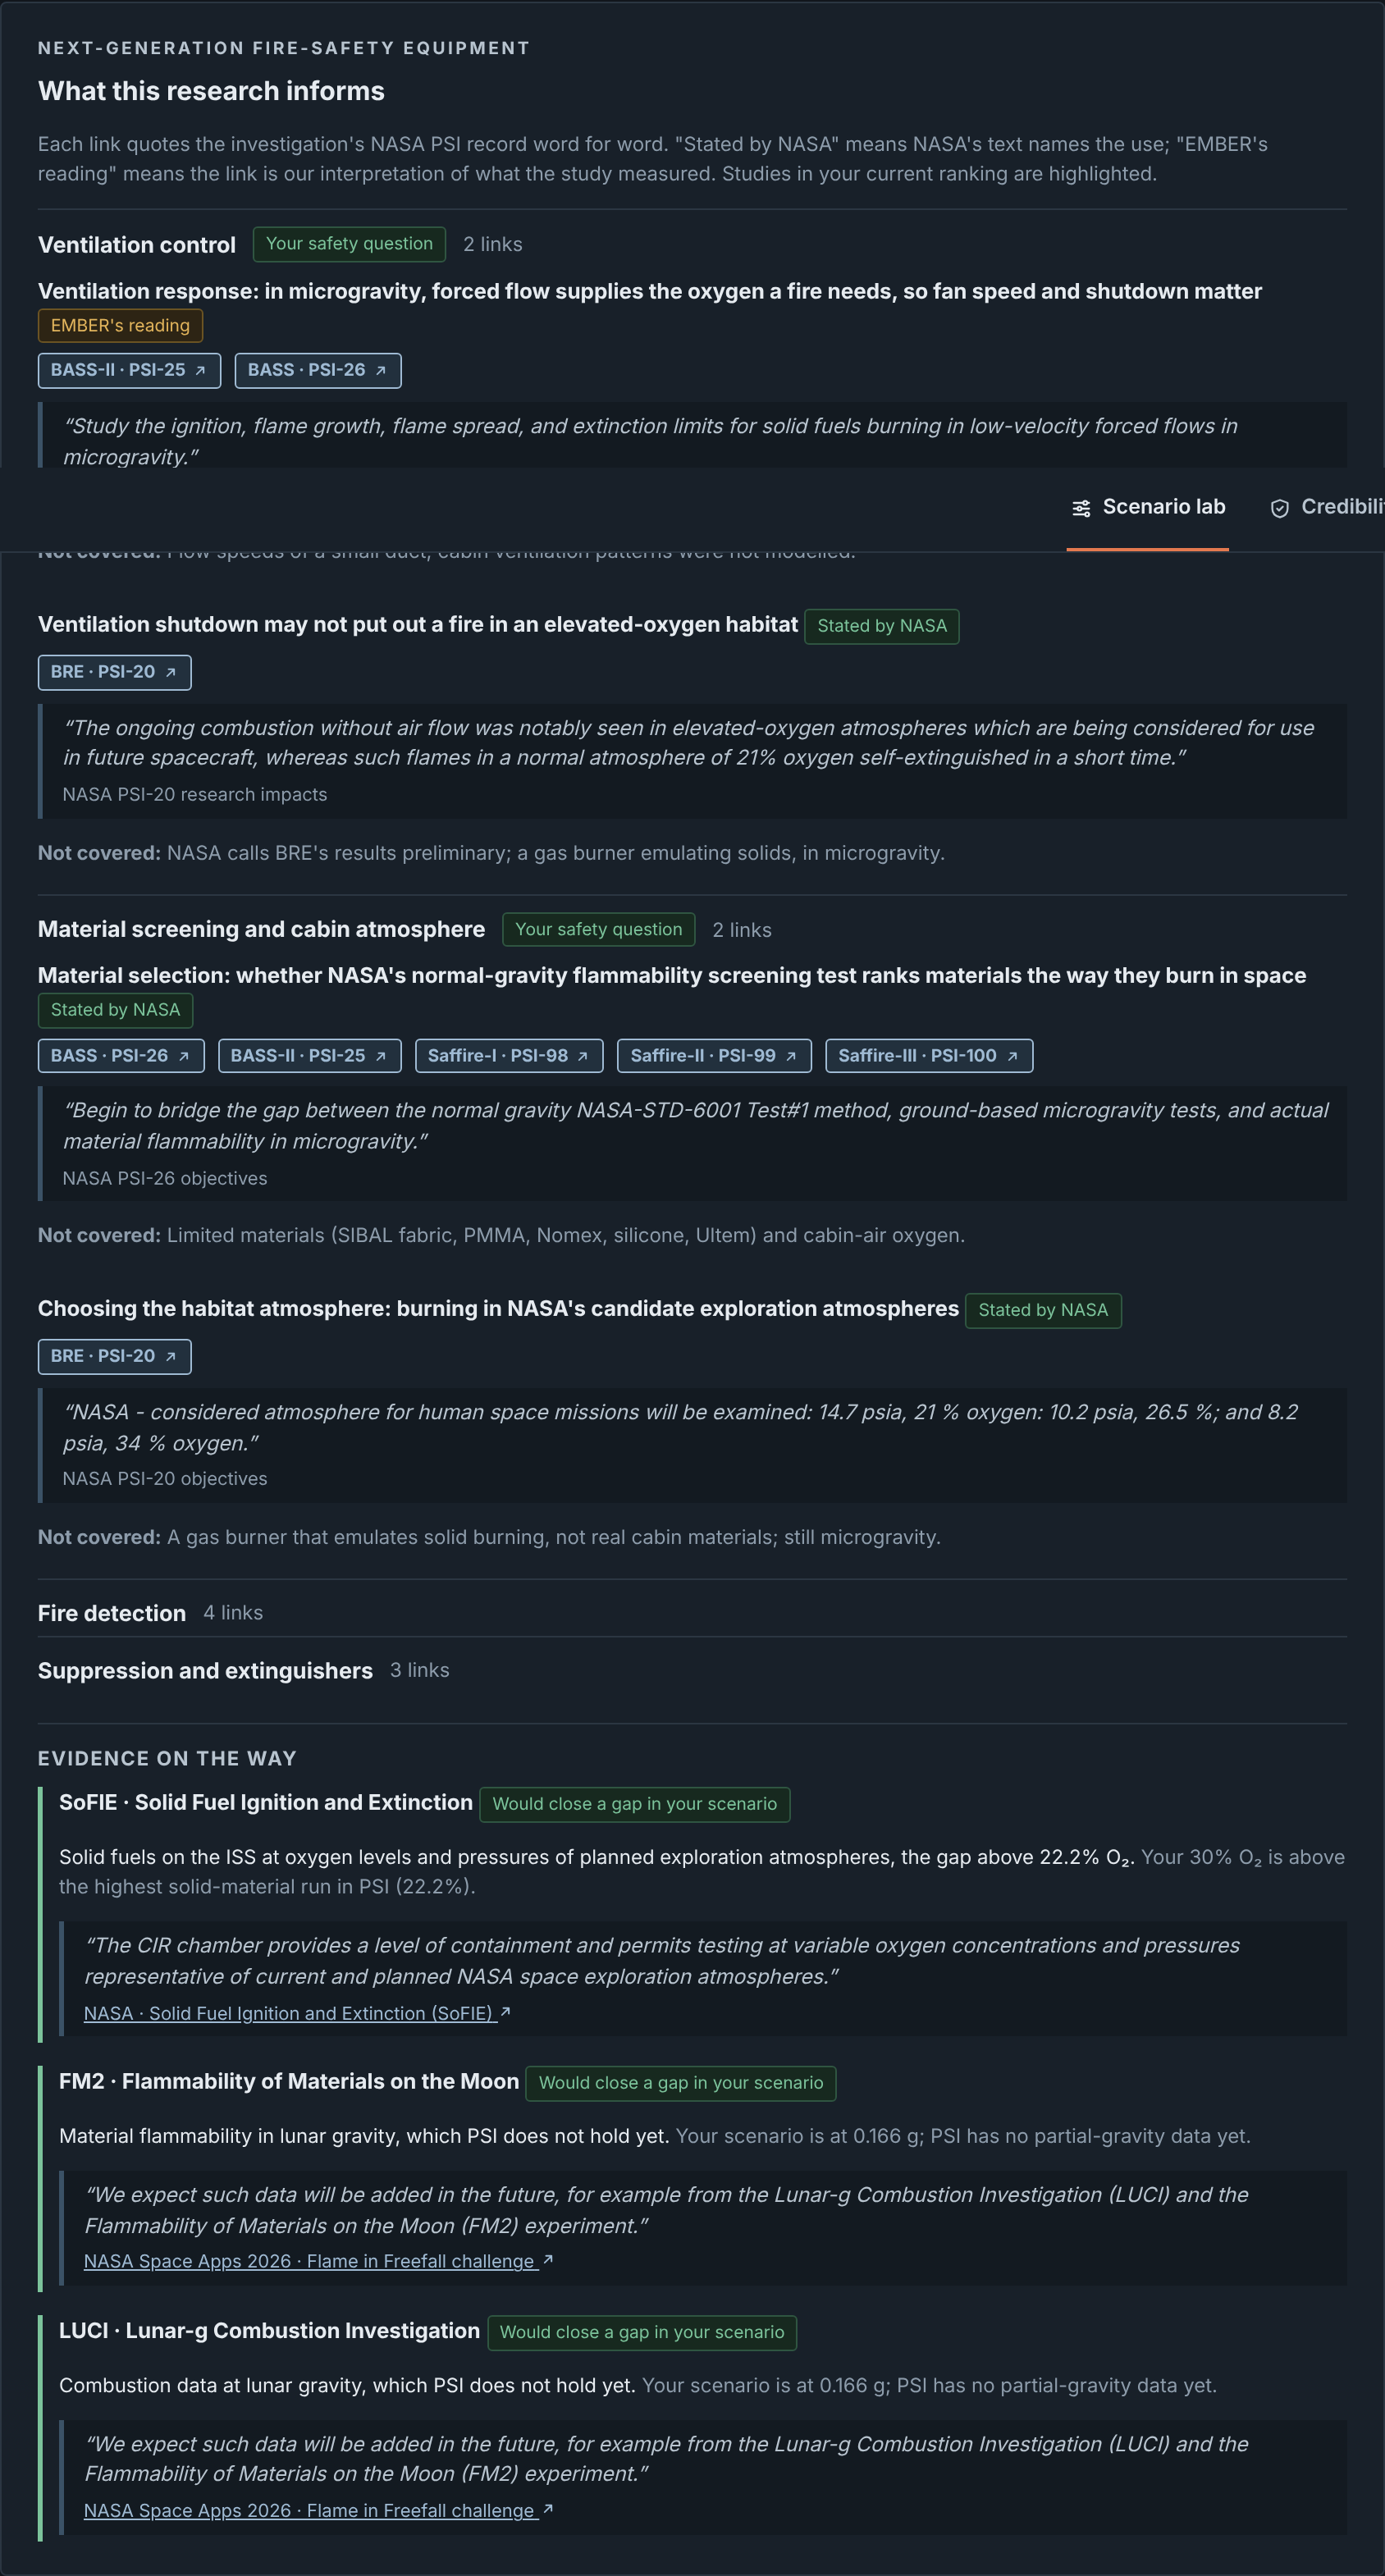 NEXT-GENERATION FIRE-SAFETY EQUIPMENT
What this research informs
Each link quotes the investigation's NASA PSI record word for word. "Stated by NASA" means NASA's text names the use; "EMBER's
reading" means the link is our interpretation of what the study measured. Studies in your current ranking are highlighted.
Ventilation control Your safety question 2 links
Ventilation response: in microgravity, forced flow supplies the oxygen a fire needs, so fan speed and shutdown matter
EMBER's reading
BASS-II · PSI-25 ↗ BASS · PSI-26 ↗
“Study the ignition, flame growth, flame spread, and extinction limits for solid fuels burning in low-velocity forced flows in
microgravity.”
Scenario lab
Not covered: Flow speeds of a small duct; cabin ventilation patterns were not modelled.
Ventilation shutdown may not put out a fire in an elevated-oxygen habitat Stated by NASA
BRE · PSI-20 ↗
“The ongoing combustion without air flow was notably seen in elevated-oxygen atmospheres which are being considered for use
in future spacecraft, whereas such flames in a normal atmosphere of 21% oxygen self-extinguished in a short time.”
NASA PSI-20 research impacts
Not covered: NASA calls BRE's results preliminary; a gas burner emulating solids, in microgravity.
Material screening and cabin atmosphere Your safety question 2 links
Material selection: whether NASA's normal-gravity flammability screening test ranks materials the way they burn in space
Stated by NASA
BASS · PSI-26 ↗ BASS-II · PSI-25 ↗ Saffire-I · PSI-98 ↗ Saffire-II · PSI-99 ↗ Saffire-III · PSI-100 ↗
“Begin to bridge the gap between the normal gravity NASA-STD-6001 Test#1 method, ground-based microgravity tests, and actual
material flammability in microgravity.”
NASA PSI-26 objectives
Not covered: Limited materials (SIBAL fabric, PMMA, Nomex, silicone, Ultem) and cabin-air oxygen.
Choosing the habitat atmosphere: burning in NASA's candidate exploration atmospheres Stated by NASA
BRE · PSI-20 ↗
“NASA - considered atmosphere for human space missions will be examined: 14.7 psia, 21 % oxygen: 10.2 psia, 26.5 %; and 8.2
psia, 34 % oxygen.”
NASA PSI-20 objectives
Not covered: A gas burner that emulates solid burning, not real cabin materials; still microgravity.
Fire detection 4 links
Suppression and extinguishers 3 links
EVIDENCE ON THE WAY
SoFIE · Solid Fuel Ignition and Extinction Would close a gap in your scenario
Solid fuels on the ISS at oxygen levels and pressures of planned exploration atmospheres, the gap above 22.2% O₂. Your 30% O₂ is above
the highest solid-material run in PSI (22.2%).
“The CIR chamber provides a level of containment and permits testing at variable oxygen concentrations and pressures
representative of current and planned NASA space exploration atmospheres.”
NASA · Solid Fuel Ignition and Extinction (SoFIE) ↗
FM2 · Flammability of Materials on the Moon Would close a gap in your scenario
Material flammability in lunar gravity, which PSI does not hold yet. Your scenario is at 0.166 g; PSI has no partial-gravity data yet.
“We expect such data will be added in the future, for example from the Lunar-g Combustion Investigation (LUCI) and the
Flammability of Materials on the Moon (FM2) experiment.”
NASA Space Apps 2026 · Flame in Freefall challenge ↗
LUCI · Lunar-g Combustion Investigation Would close a gap in your scenario
Combustion data at lunar gravity, which PSI does not hold yet. Your scenario is at 0.166 g; PSI has no partial-gravity data yet.
“We expect such data will be added in the future, for example from the Lunar-g Combustion Investigation (LUCI) and the
Flammability of Materials on the Moon (FM2) experiment.”
NASA Space Apps 2026 · Flame in Freefall challenge ↗